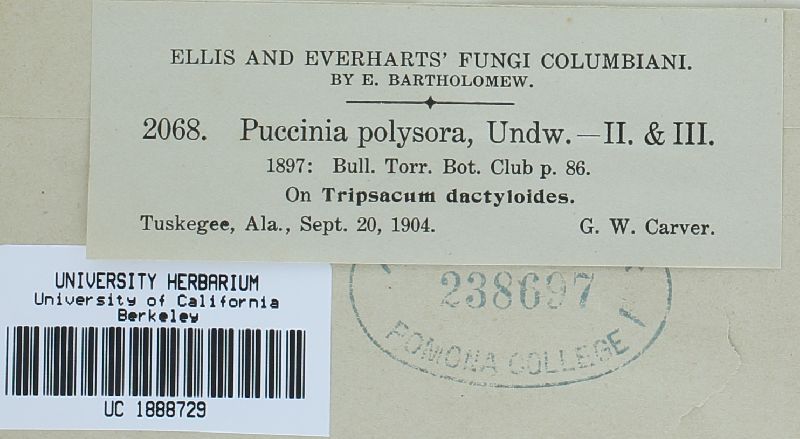 ELLIS AND EVERHARTS' FUNGI COLUMBIANI.
BY E. BARTHOLOMEW.
2068. Puccinia polysora, Undw.—II. & III.
1897: Bull. Torr. Bot. Club p. 86.
On Tripsacum dactyloides.
Tuskegee, Ala., Sept. 20, 1904. G. W. Carver.
UNIVERSITY HERBARIUM
University of California
Berkeley
UC 1888729
238697
POMONA COLLEGE